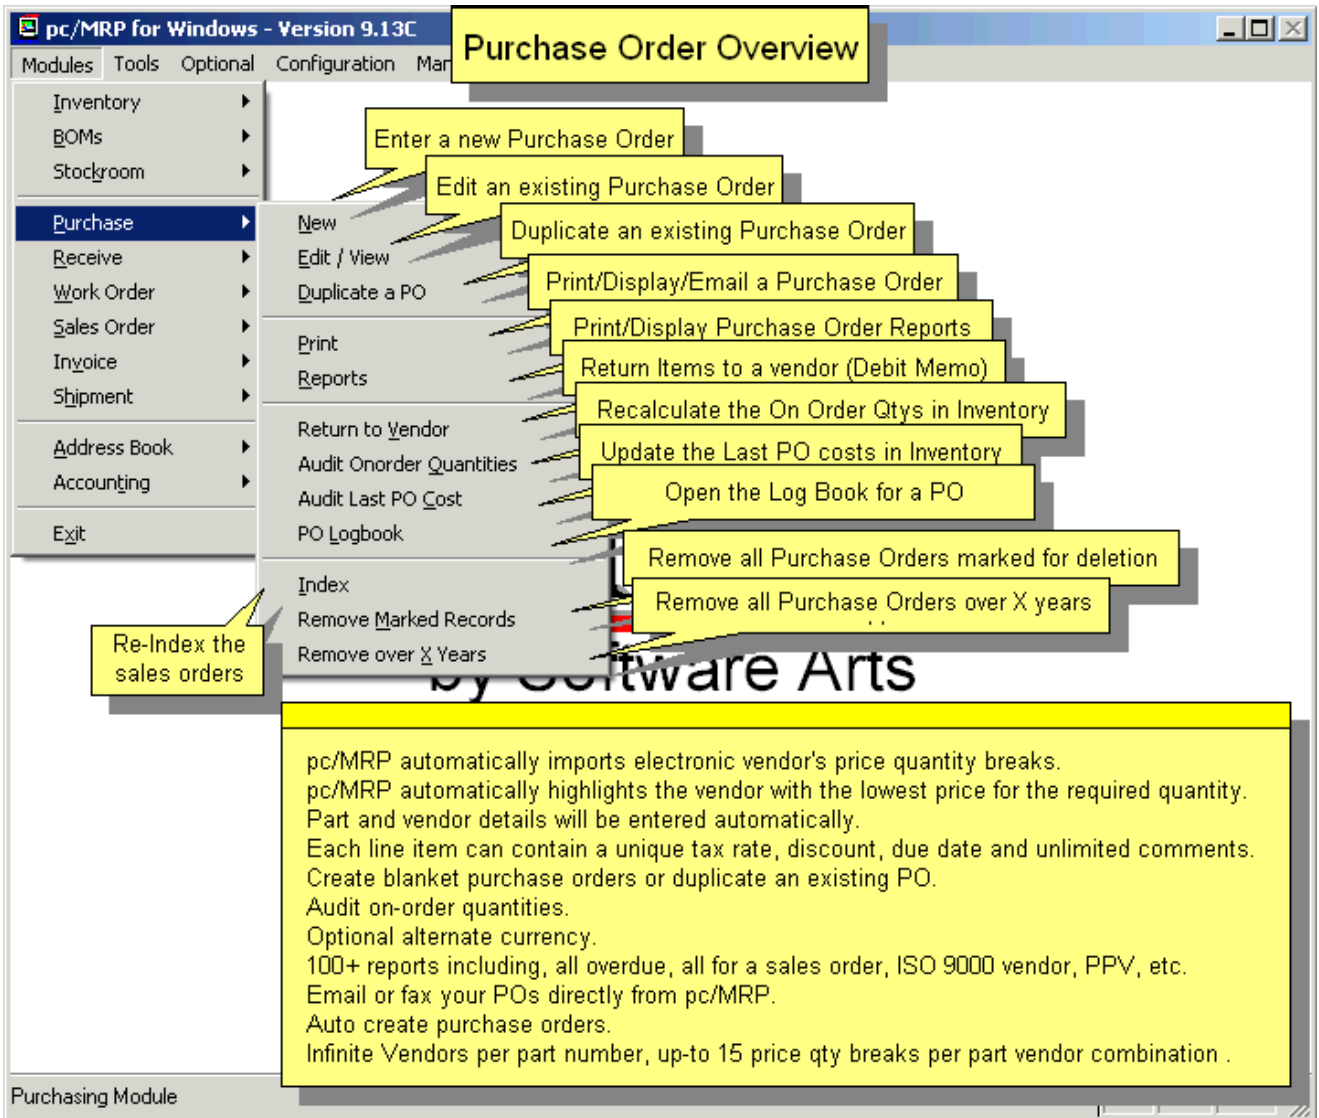 pc/MRP for Windows - Version 9.13C
Purchase Order Overview
Modules Tools Optional Configuration
Inventory
BOMs
Stockroom
Purchase
Receive
Work Order
Sales Order
Invoice
Shipment
Address Book
Accounting
Exit
New
Edit / View
Duplicate a PO
Print
Reports
Return to Vendor
Audit Onorder Quantities
Audit Last PO Cost
PO Logbook
Index
Remove Marked Records
Remove over X Years
Enter a new Purchase Order
Edit an existing Purchase Order
Duplicate an existing Purchase Order
Print/Display/Email a Purchase Order
Print/Display Purchase Order Reports
Return Items to a vendor (Debit Memo)
Recalculate the On Order Qtys in Inventory
Update the Last PO costs in Inventory
Open the Log Book for a PO
Remove all Purchase Orders marked for deletion
Remove all Purchase Orders over X years
Re-Index the
sales orders
by Software Arts
pc/MRP automatically imports electronic vendor's price quantity breaks.
pc/MRP automatically highlights the vendor with the lowest price for the required quantity.
Part and vendor details will be entered automatically.
Each line item can contain a unique tax rate, discount, due date and unlimited comments.
Create blanket purchase orders or duplicate an existing PO.
Audit on-order quantities.
Optional alternate currency.
100+ reports including, all overdue, all for a sales order, ISO 9000 vendor, PPV, etc.
Email or fax your POs directly from pc/MRP.
Auto create purchase orders.
Infinite Vendors per part number, up-to 15 price qty breaks per part vendor combination .
Purchasing Module